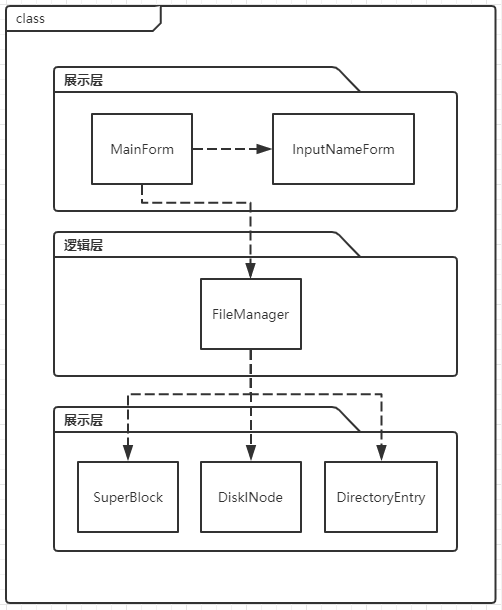 class
展示层
MainForm
InputNameForm
逻辑层
FileManager
展示层
SuperBlock
DiskINode
DirectoryEntry